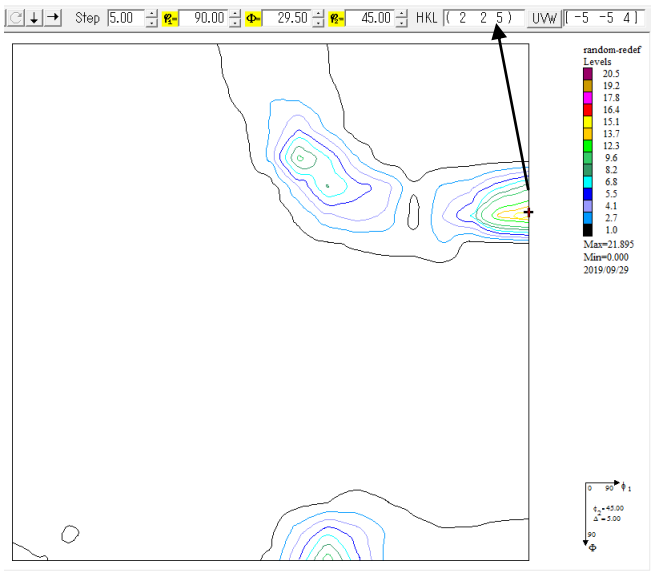 Step 5.00 φ1= 90.00 Φ= 29.50 φ2= 45.00 HKL ( 2 2 5 ) UVW [ -5 -5 4 ]
random-redef
Levels
20.5
19.2
17.8
16.4
15.1
13.7
12.3
9.6
8.2
6.8
5.5
4.1
2.7
1.0
Max=21.895
Min=0.000
2019/09/29
0 90 ϕ1
ϕ2=45.00
Δ=5.00
90
Φ